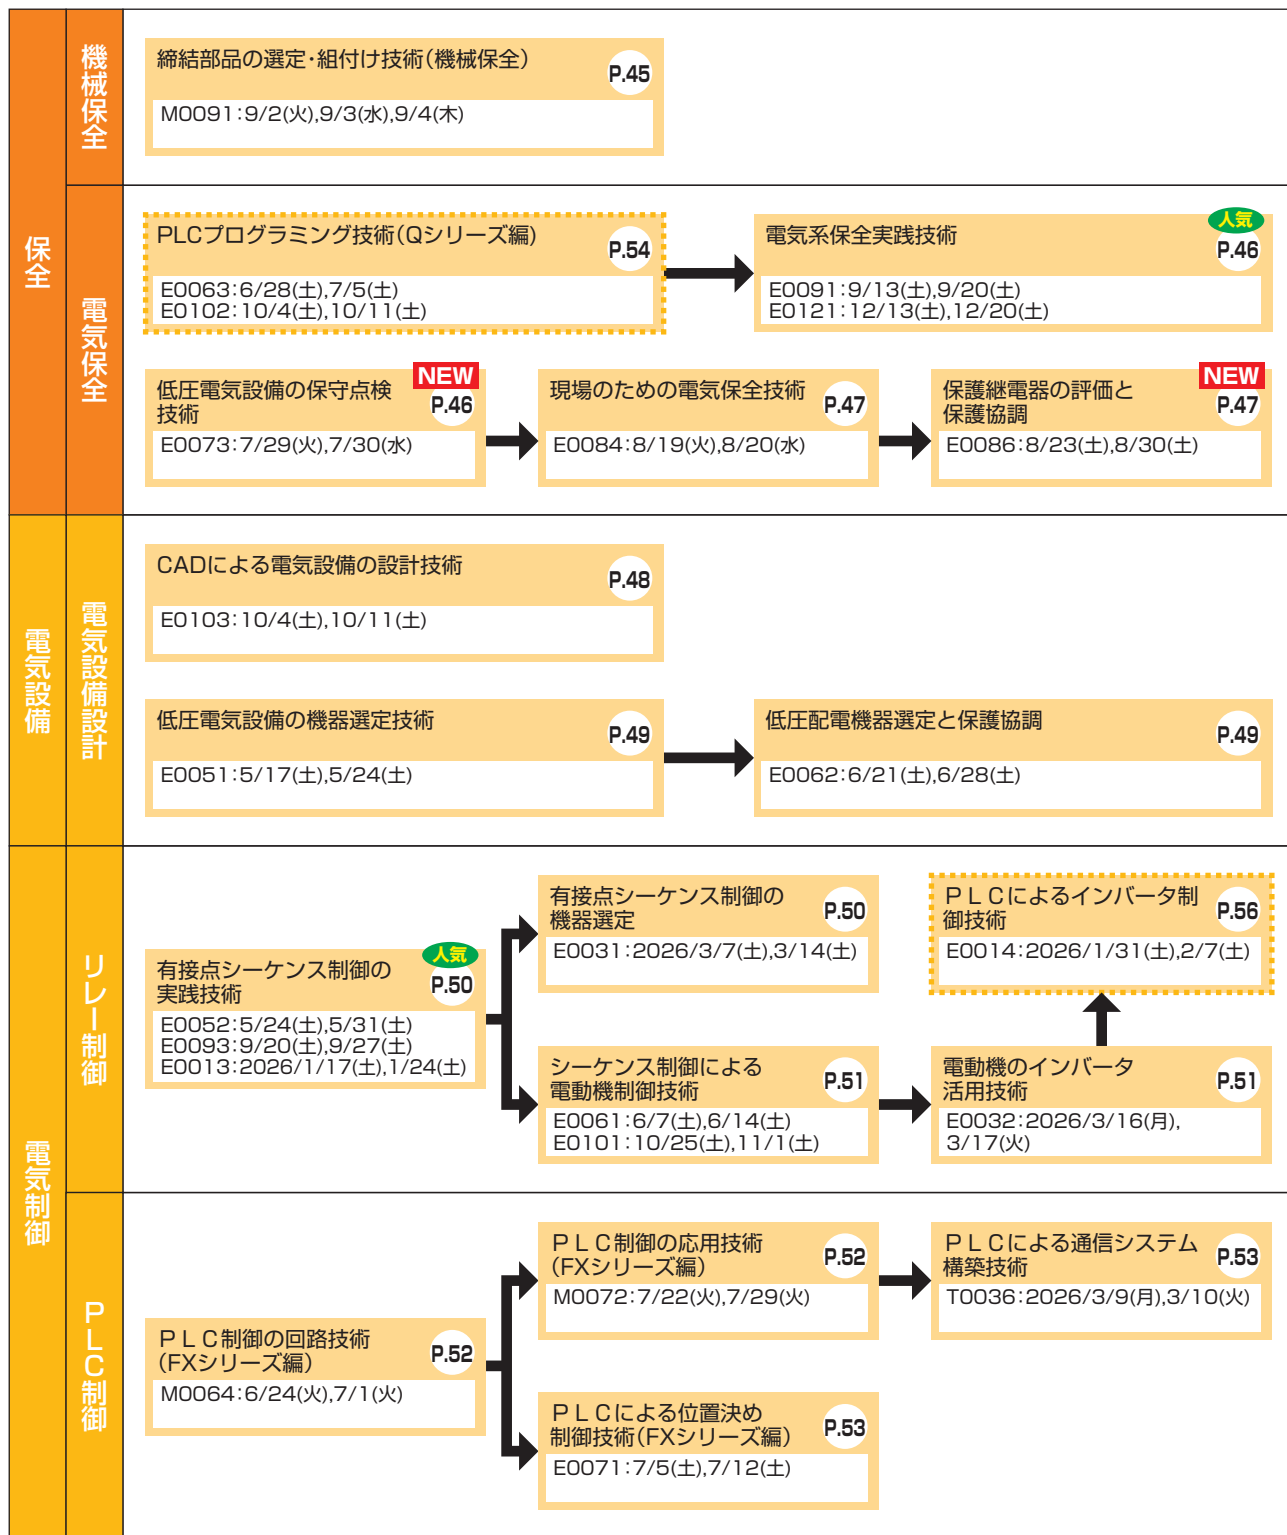 保全
機械保全
締結部品の選定･組付け技術(機械保全)
P.45
M0091:9/2(火),9/3(水),9/4(木)
電気保全
PLCプログラミング技術(Qシリーズ編)
P.54
E0063:6/28(土),7/5(土)
E0102:10/4(土),10/11(土)
電気系保全実践技術
人気
P.46
E0091:9/13(土),9/20(土)
E0121:12/13(土),12/20(土)
低圧電気設備の保守点検
技術
NEW
P.46
E0073:7/29(火),7/30(水)
現場のための電気保全技術
P.47
E0084:8/19(火),8/20(水)
保護継電器の評価と
保護協調
NEW
P.47
E0086:8/23(土),8/30(土)
電気設備
電気設備設計
CADによる電気設備の設計技術
P.48
E0103:10/4(土),10/11(土)
低圧電気設備の機器選定技術
P.49
E0051:5/17(土),5/24(土)
低圧配電機器選定と保護協調
P.49
E0062:6/21(土),6/28(土)
電気制御
リレー制御
有接点シーケンス制御の
実践技術
人気
P.50
E0052:5/24(土),5/31(土)
E0093:9/20(土),9/27(土)
E0013:2026/1/17(土),1/24(土)
有接点シーケンス制御の
機器選定
P.50
E0031:2026/3/7(土),3/14(土)
シーケンス制御による
電動機制御技術
P.51
E0061:6/7(土),6/14(土)
E0101:10/25(土),11/1(土)
ＰＬＣによるインバータ制
御技術
P.56
E0014:2026/1/31(土),2/7(土)
電動機のインバータ
活用技術
P.51
E0032:2026/3/16(月),
3/17(火)
ＰＬＣ制御
ＰＬＣ制御の回路技術
(FXシリーズ編)
P.52
M0064:6/24(火),7/1(火)
ＰＬＣ制御の応用技術
(FXシリーズ編)
P.52
M0072:7/22(火),7/29(火)
ＰＬＣによる通信システム
構築技術
P.53
T0036:2026/3/9(月),3/10(火)
ＰＬＣによる位置決め
制御技術(FXシリーズ編)
P.53
E0071:7/5(土),7/12(土)